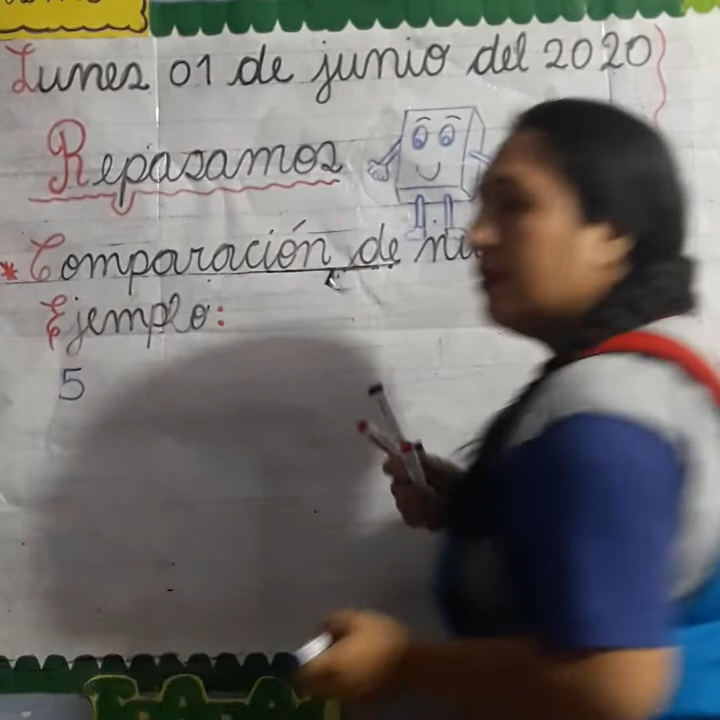 Lunes 01 de junio del 2020
Repasamos
* Comparación de nú
Ejemplo:
5